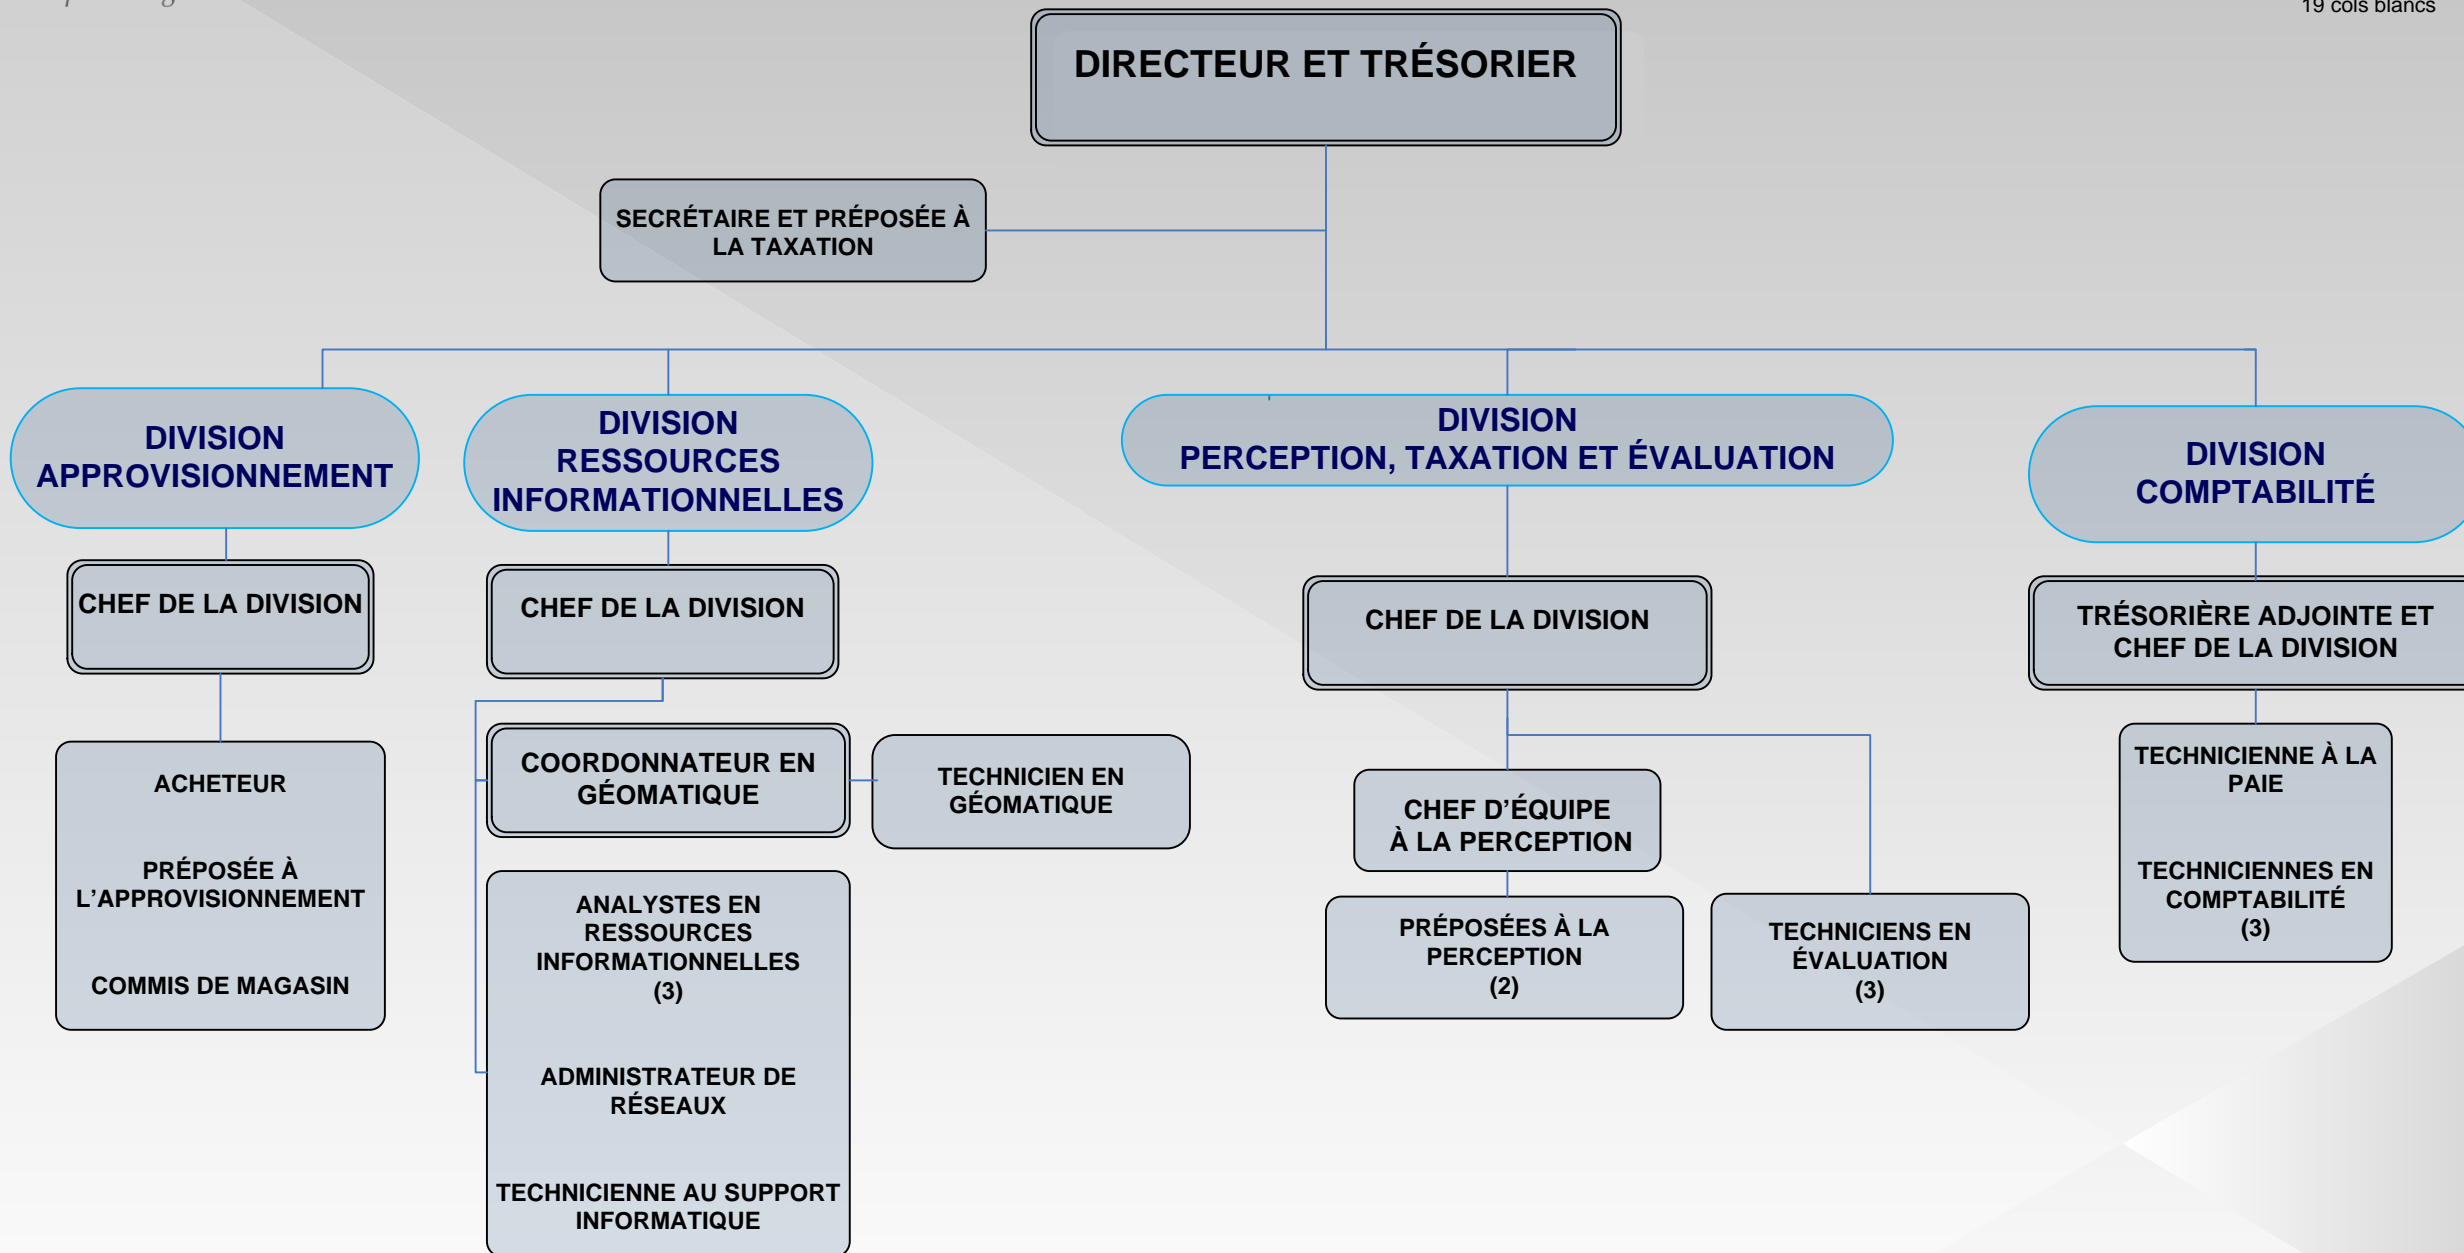 19 cols blancs
DIRECTEUR ET TRÉSORIER
SECRÉTAIRE ET PRÉPOSÉE À
LA TAXATION
DIVISION
APPROVISIONNEMENT
DIVISION
RESSOURCES
INFORMATIONNELLES
DIVISION
PERCEPTION, TAXATION ET ÉVALUATION
DIVISION
COMPTABILITÉ
CHEF DE LA DIVISION
CHEF DE LA DIVISION
CHEF DE LA DIVISION
TRÉSORIÈRE ADJOINTE ET
CHEF DE LA DIVISION
ACHETEUR
PRÉPOSÉE À
L’APPROVISIONNEMENT
COMMIS DE MAGASIN
COORDONNATEUR EN
GÉOMATIQUE
TECHNICIEN EN
GÉOMATIQUE
ANALYSTES EN
RESSOURCES
INFORMATIONNELLES
(3)
ADMINISTRATEUR DE
RÉSEAUX
TECHNICIENNE AU SUPPORT
INFORMATIQUE
CHEF D’ÉQUIPE
À LA PERCEPTION
PRÉPOSÉES À LA
PERCEPTION
(2)
TECHNICIENS EN
ÉVALUATION
(3)
TECHNICIENNE À LA
PAIE
TECHNICIENNES EN
COMPTABILITÉ
(3)